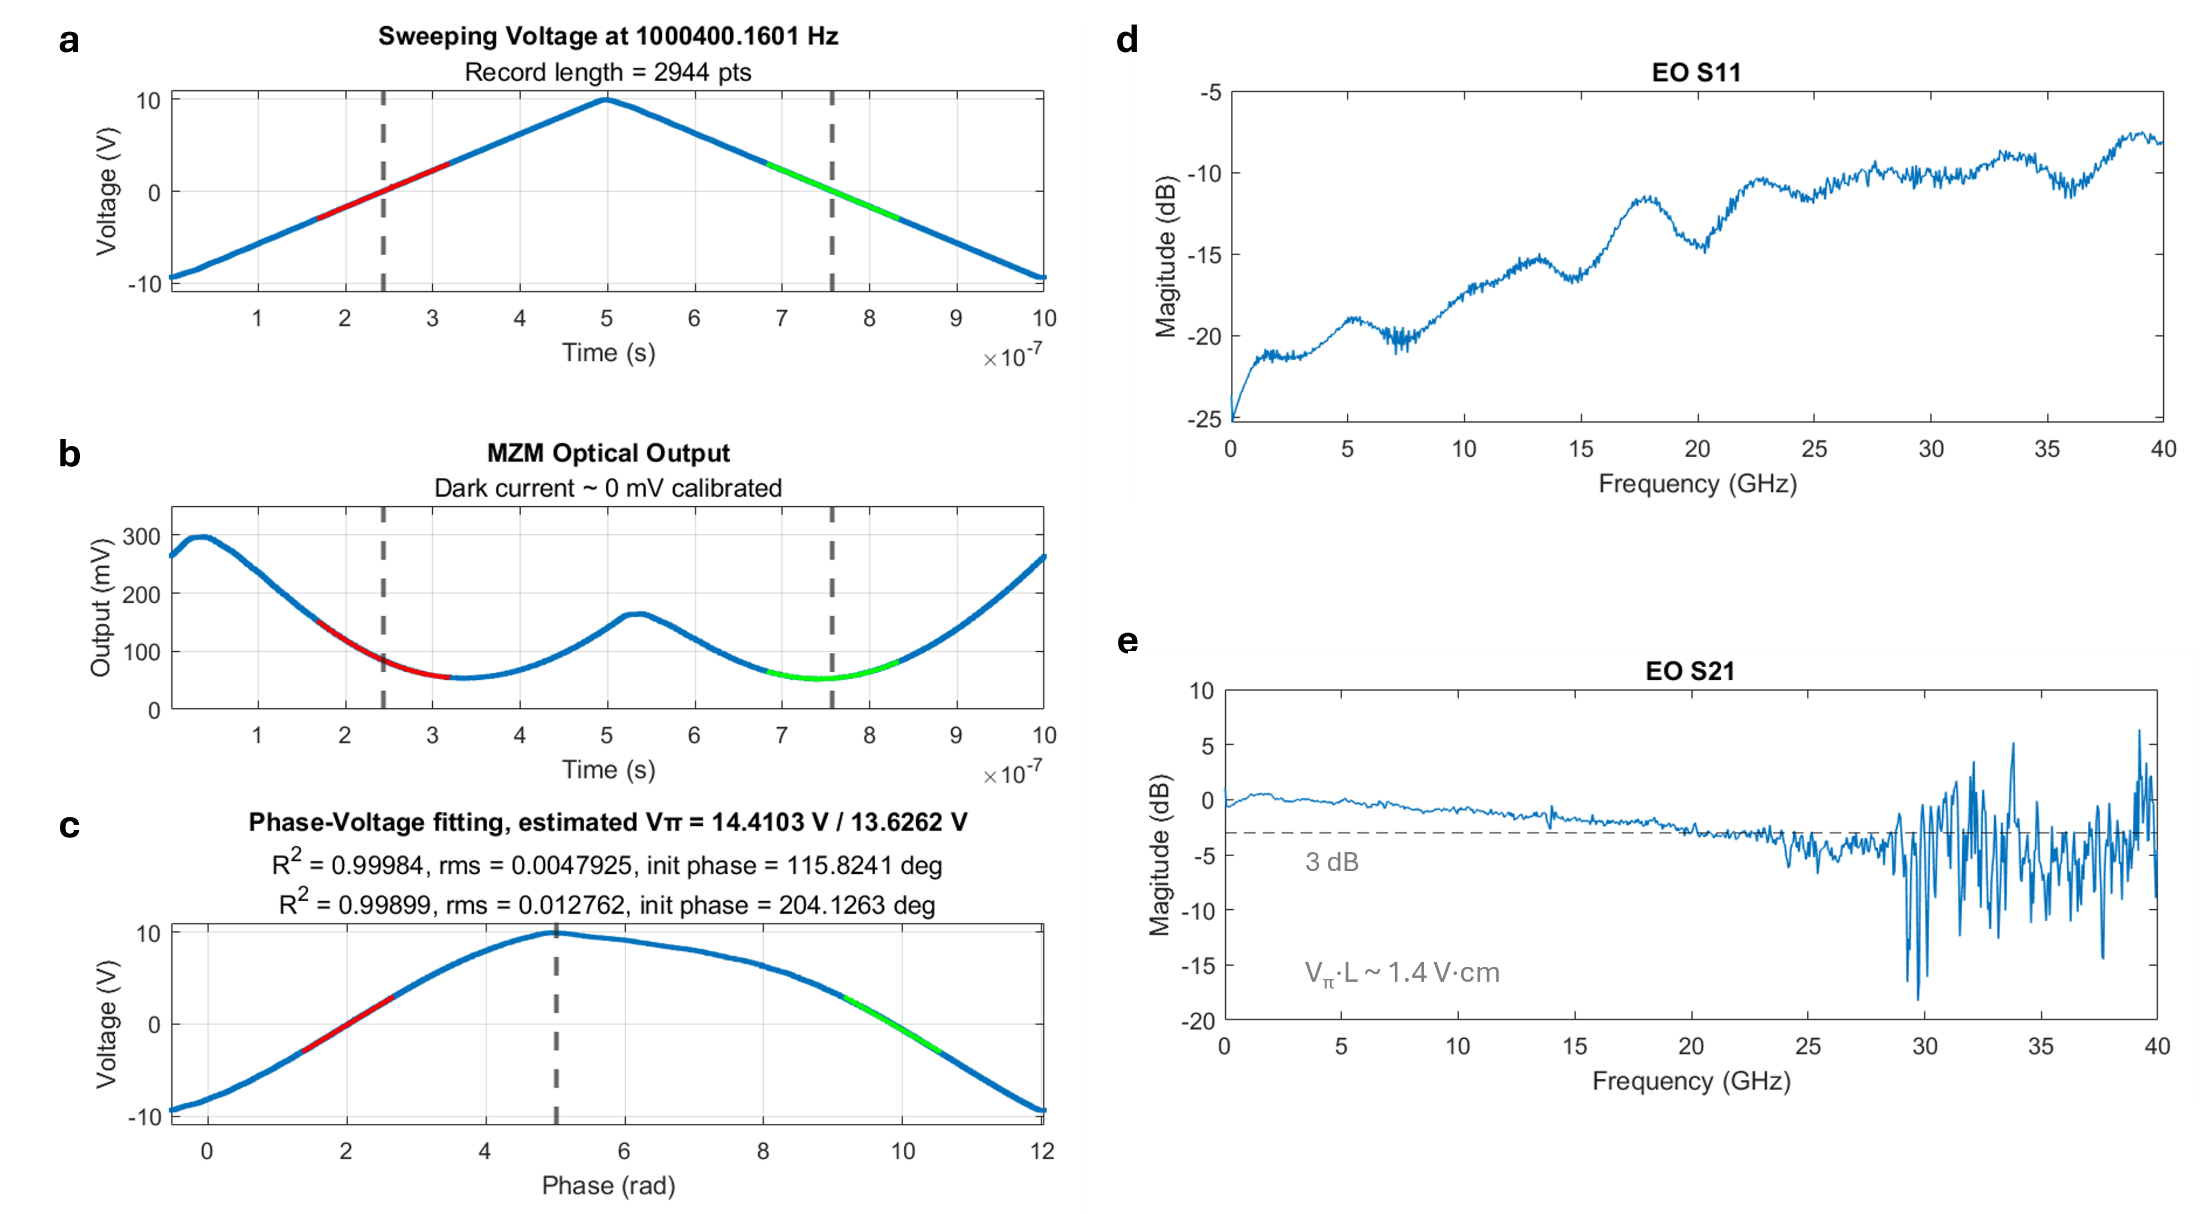 a
Sweeping Voltage at 1000400.1601 Hz
Record length = 2944 pts
10
0
-10
Voltage (V)
1 2 3 4 5 6 7 8 9 10
Time (s)
×10-7
b
MZM Optical Output
Dark current ~ 0 mV calibrated
300
200
100
0
Output (mV)
1 2 3 4 5 6 7 8 9 10
Time (s)
×10-7
c
Phase-Voltage fitting, estimated Vπ = 14.4103 V / 13.6262 V
R2 = 0.99984, rms = 0.0047925, init phase = 115.8241 deg
R2 = 0.99899, rms = 0.012762, init phase = 204.1263 deg
10
0
-10
Voltage (V)
0 2 4 6 8 10 12
Phase (rad)
d
EO S11
-5
-10
-15
-20
-25
Magitude (dB)
0 5 10 15 20 25 30 35 40
Frequency (GHz)
e
EO S21
10
5
0
-5
-10
-15
-20
Magitude (dB)
3 dB
Vπ·L ~ 1.4 V·cm
0 5 10 15 20 25 30 35 40
Frequency (GHz)